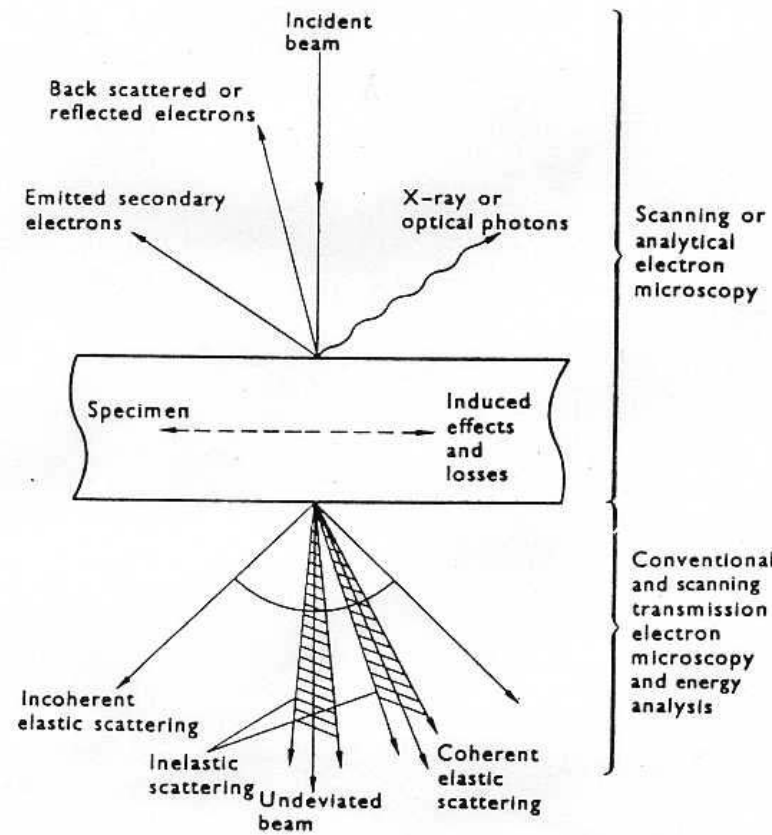 Incident
beam
Back scattered or
reflected electrons
Emitted secondary
electrons
X-ray or
optical photons
Scanning or
analytical
electron
microscopy
Specimen
Induced
effects
and
losses
Conventional
and scanning
transmission
electron
microscopy
and energy
analysis
Incoherent
elastic scattering
Inelastic
scattering
Undeviated
beam
Coherent
elastic
scattering